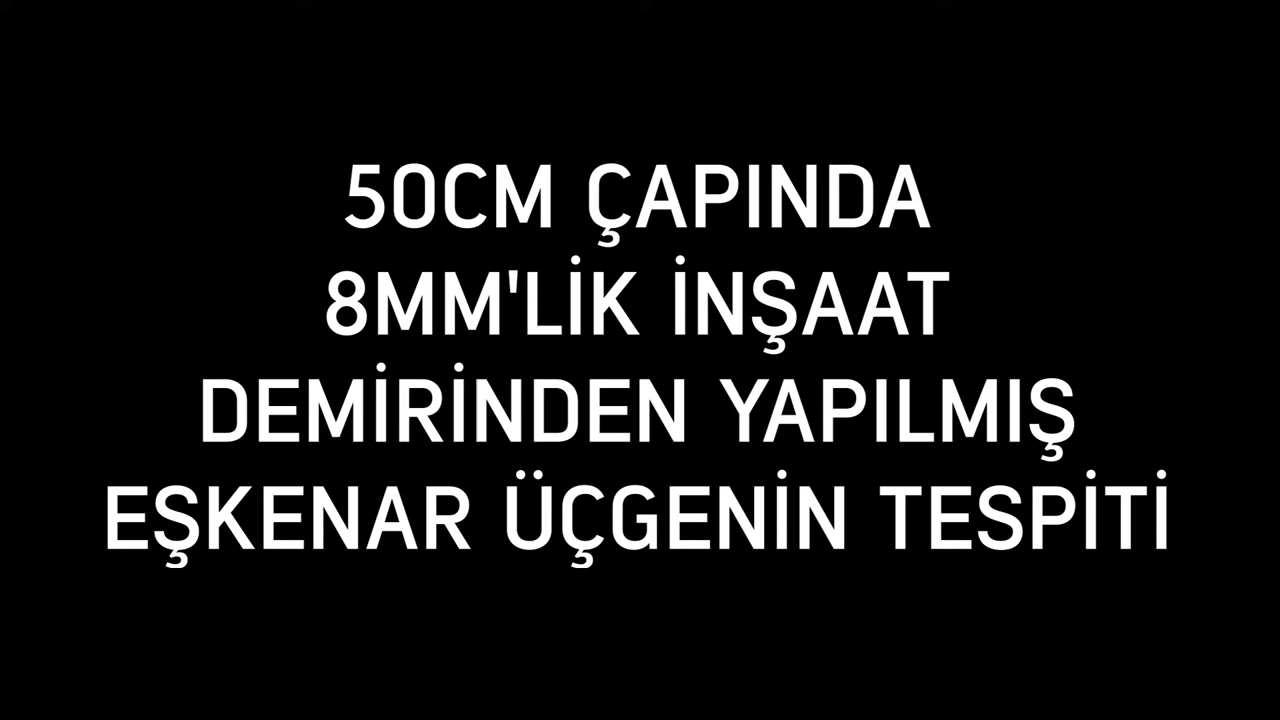 50CM ÇAPINDA
8MM'LİK İNŞAAT
DEMİRİNDEN YAPILMIŞ
EŞKENAR ÜÇGENİN TESPİTİ